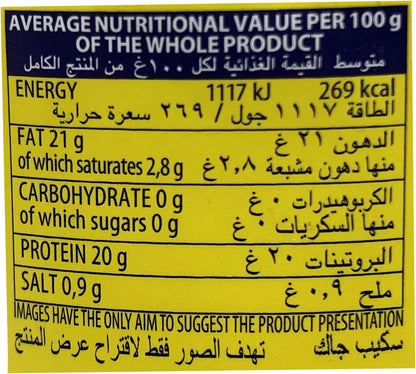 AVERAGE NUTRITIONAL VALUE PER 100 g
OF THE WHOLE PRODUCT
متوسط القيمة الغذائية لكل ١٠٠غ من المنتج الكامل
ENERGY 1117 kJ 269 kcal
الطاقة ١١١٧ جول / ٢٦٩ سعرة حرارية
FAT 21 g الدهون ٢١ غ
of which saturates 2,8 g منها دهون مشبعة ٢,٨ غ
CARBOHYDRATE 0 g الكربوهيدرات ٠ غ
of which sugars 0 g منها السكريات ٠ غ
PROTEIN 20 g البروتينات ٢٠ غ
SALT 0,9 g ملح ٠,٩ غ
IMAGES HAVE THE ONLY AIM TO SUGGEST THE PRODUCT PRESENTATION
تهدف الصور فقط لاقتراح عرض المنتج سكيب جاك